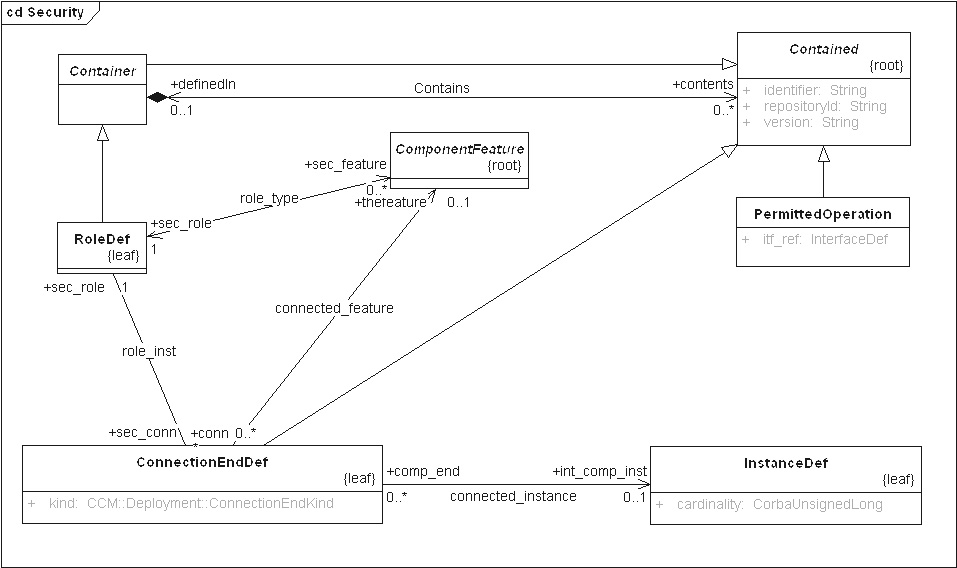 cd Security
Container
Contained
{root}
+definedIn
Contains
+contents
0..1
0..*
+ identifier: String
+ repositoryId: String
+ version: String
ComponentFeature
{root}
+sec_feature
0..*
role_type
+thefeature
0..1
+sec_role
1
RoleDef
{leaf}
PermittedOperation
+ itf_ref: InterfaceDef
+sec_role
1
connected_feature
role_inst
+sec_conn
*
+conn
0..*
ConnectionEndDef
{leaf}
+ kind: CCM::Deployment::ConnectionEndKind
+comp_end
0..*
connected_instance
+int_comp_inst
0..1
InstanceDef
{leaf}
+ cardinality: CorbaUnsignedLong